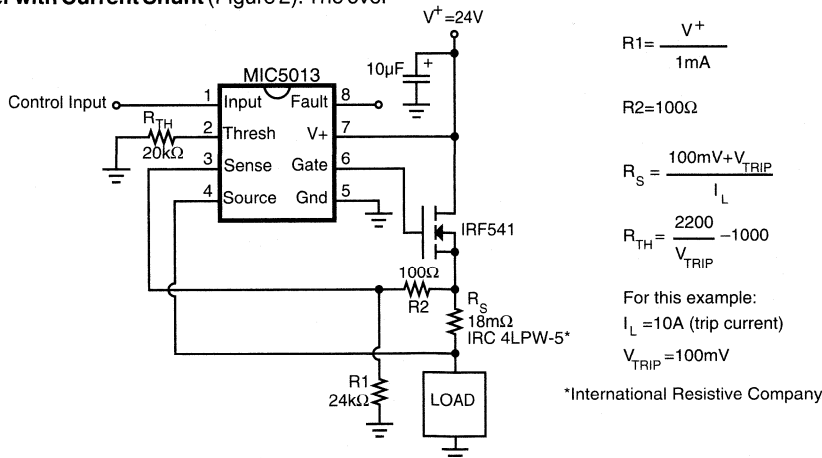 er with Current Shunt (Figure 2). The over-
V+=24V
10µF
+
MIC5013
Control Input
1 Input
Fault 8
RTH
20kΩ
2 Thresh
V+ 7
3 Sense
Gate 6
4 Source
Gnd 5
IRF541
100Ω
R2
RS
18mΩ
IRC 4LPW-5*
R1
24kΩ
LOAD
R1= V+ / 1mA
R2=100Ω
RS = 100mV+VTRIP / IL
RTH= 2200 / VTRIP –1000
For this example:
IL =10A (trip current)
VTRIP =100mV
*International Resistive Company